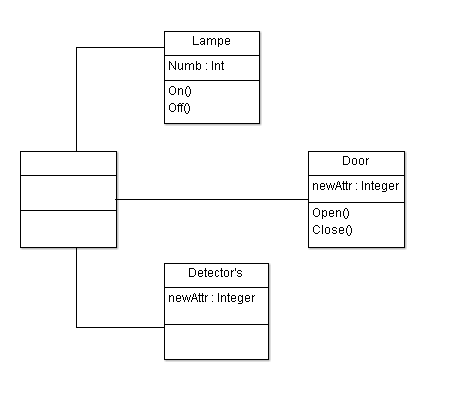 Lampe
Numb : Int
On()
Off()
Door
newAttr : Integer
Open()
Close()
Detector's
newAttr : Integer